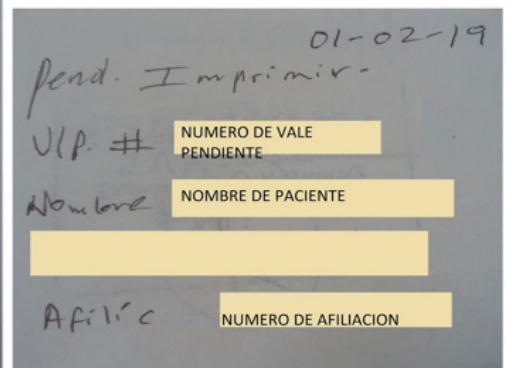 01-02-19
Pend. Imprimir-
V/P. # NUMERO DE VALE
PENDIENTE
Nombre NOMBRE DE PACIENTE
Afilic NUMERO DE AFILIACION